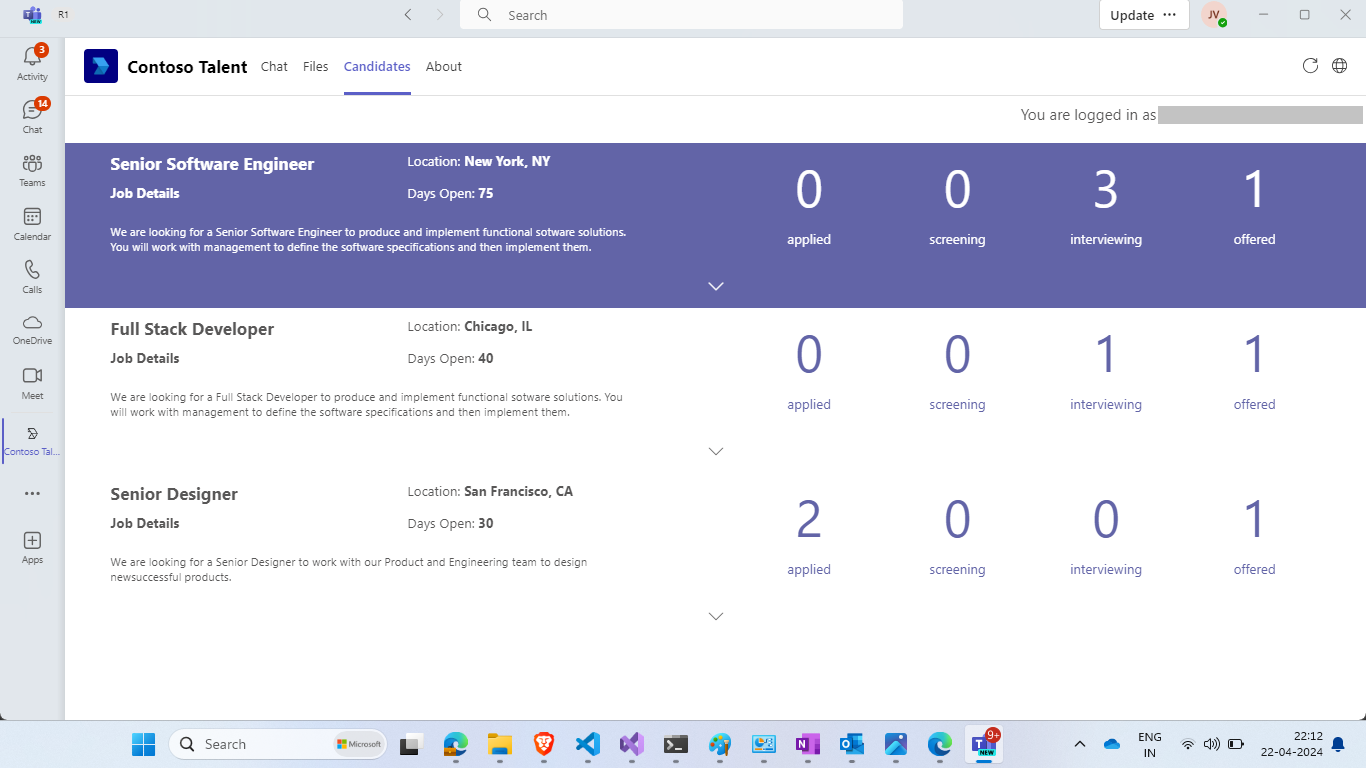 R1
Search
Update
JV
3
Activity
14
Chat
Teams
Calendar
Calls
OneDrive
Meet
Contoso Tal...
Apps
Contoso Talent Chat Files Candidates About
You are logged in as
Senior Software Engineer
Location: New York, NY
Job Details
Days Open: 75
We are looking for a Senior Software Engineer to produce and implement functional sotware solutions.
You will work with management to define the software specifications and then implement them.
0 0 3 1
applied screening interviewing offered
Full Stack Developer
Location: Chicago, IL
Job Details
Days Open: 40
We are looking for a Full Stack Developer to produce and implement functional sotware solutions. You
will work with management to define the software specifications and then implement them.
0 0 1 1
applied screening interviewing offered
Senior Designer
Location: San Francisco, CA
Job Details
Days Open: 30
We are looking for a Senior Designer to work with our Product and Engineering team to design
newsuccessful products.
2 0 0 1
applied screening interviewing offered
Search
Microsoft
9+
NEW
ENG
IN
22:12
22-04-2024